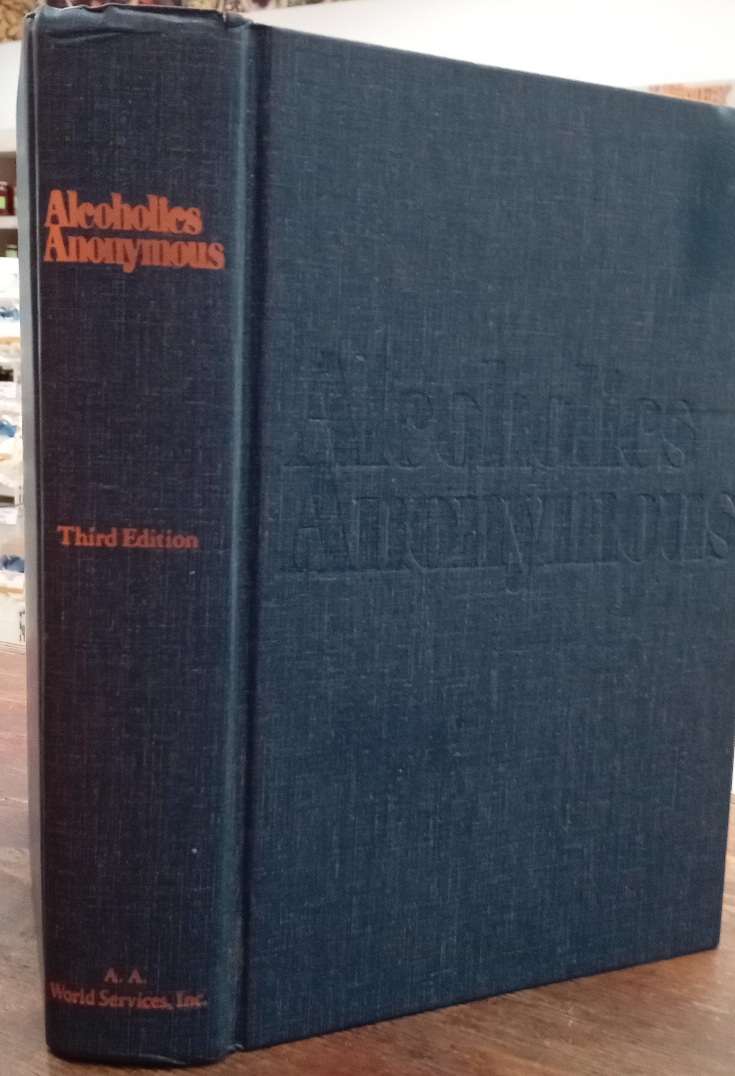 Alcoholics
Anonymous
Third Edition
A. A.
World Services, Inc.
Alcoholics
Anonymous